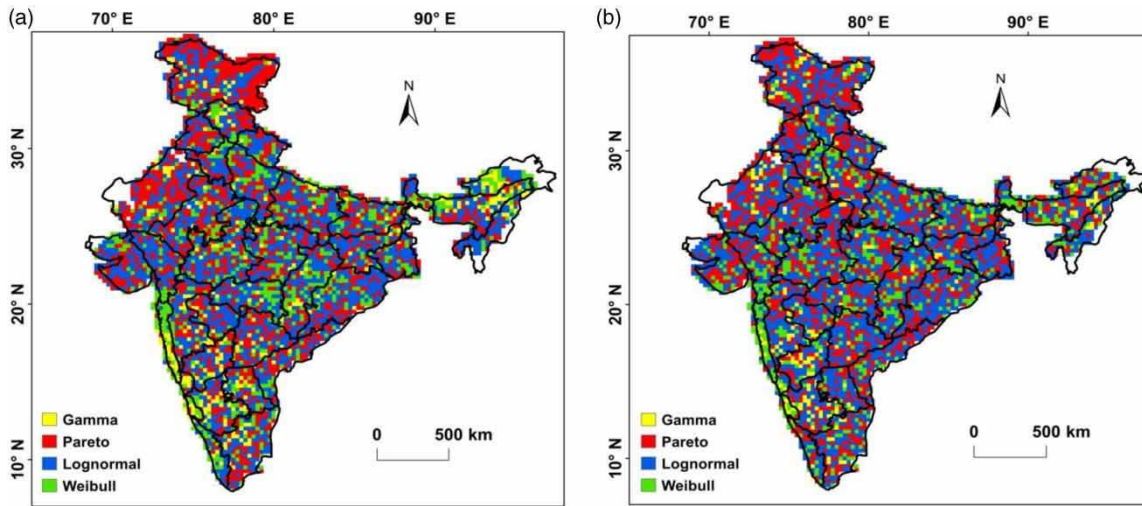 (a)
70° E 80° E 90° E
N
30° N
20° N
10° N
Gamma
Pareto
Lognormal
Weibull
0 500 km
(b)
70° E 80° E 90° E
N
30° N
20° N
10° N
Gamma
Pareto
Lognormal
Weibull
0 500 km